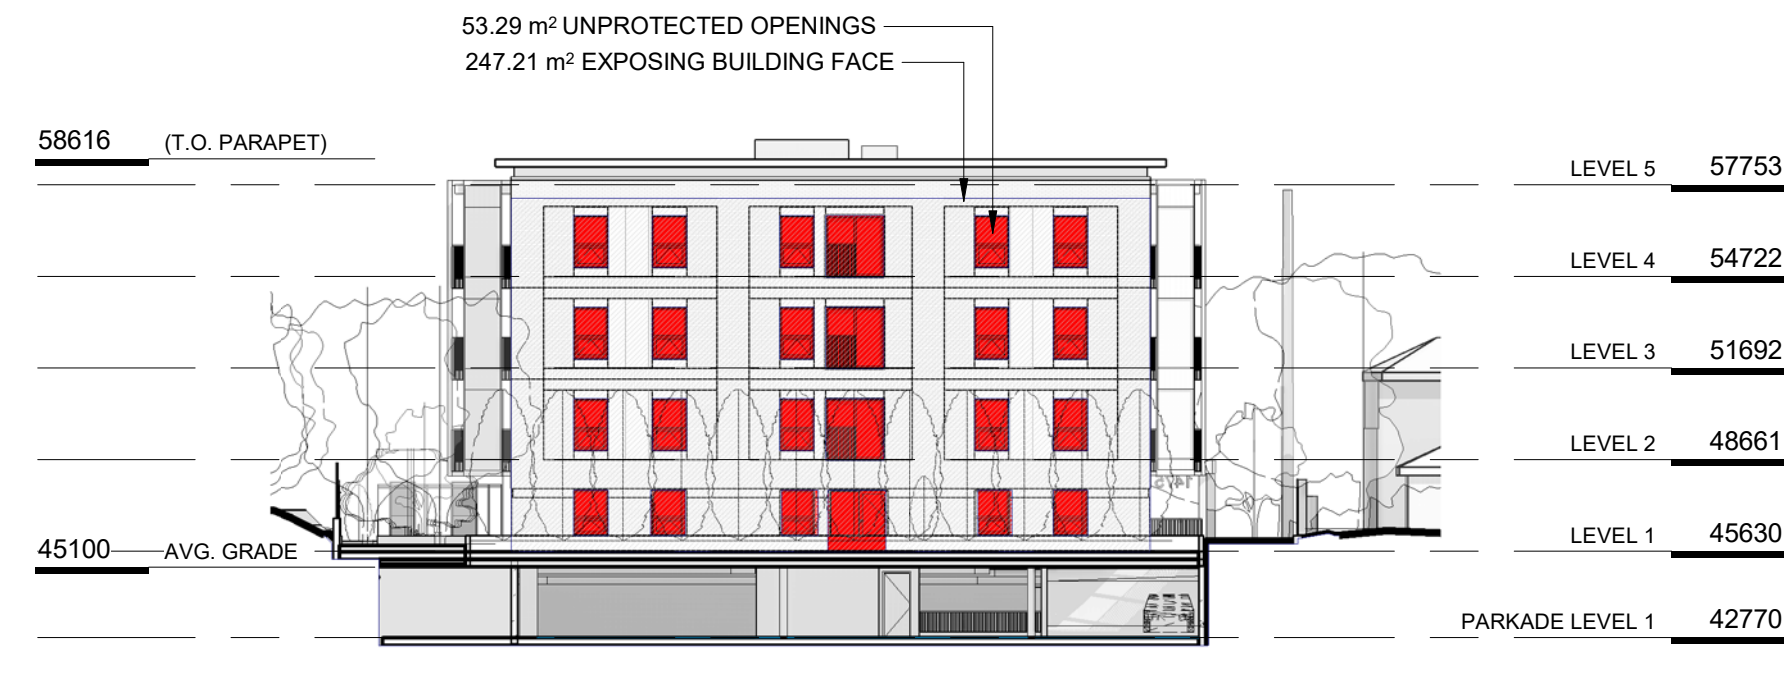 53.29 m² UNPROTECTED OPENINGS
247.21 m² EXPOSING BUILDING FACE
58616 (T.O. PARAPET)
LEVEL 5 57753
LEVEL 4 54722
LEVEL 3 51692
LEVEL 2 48661
LEVEL 1 45630
45100 AVG. GRADE
PARKADE LEVEL 1 42770